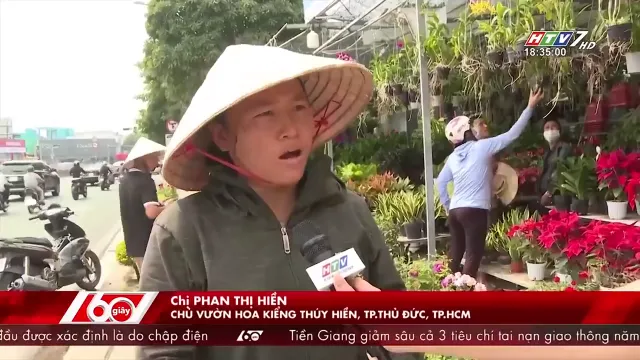 HTV7 HD
18:35:00
HTV
60 giây
Chị PHAN THỊ HIỀN
CHỦ VƯỜN HOA KIỂNG THÚY HIỀN, TP.THỦ ĐỨC, TP.HCM
đầu được xác định là do chập điện
Tiền Giang giảm sâu cả 3 tiêu chí tai nạn giao thông năm